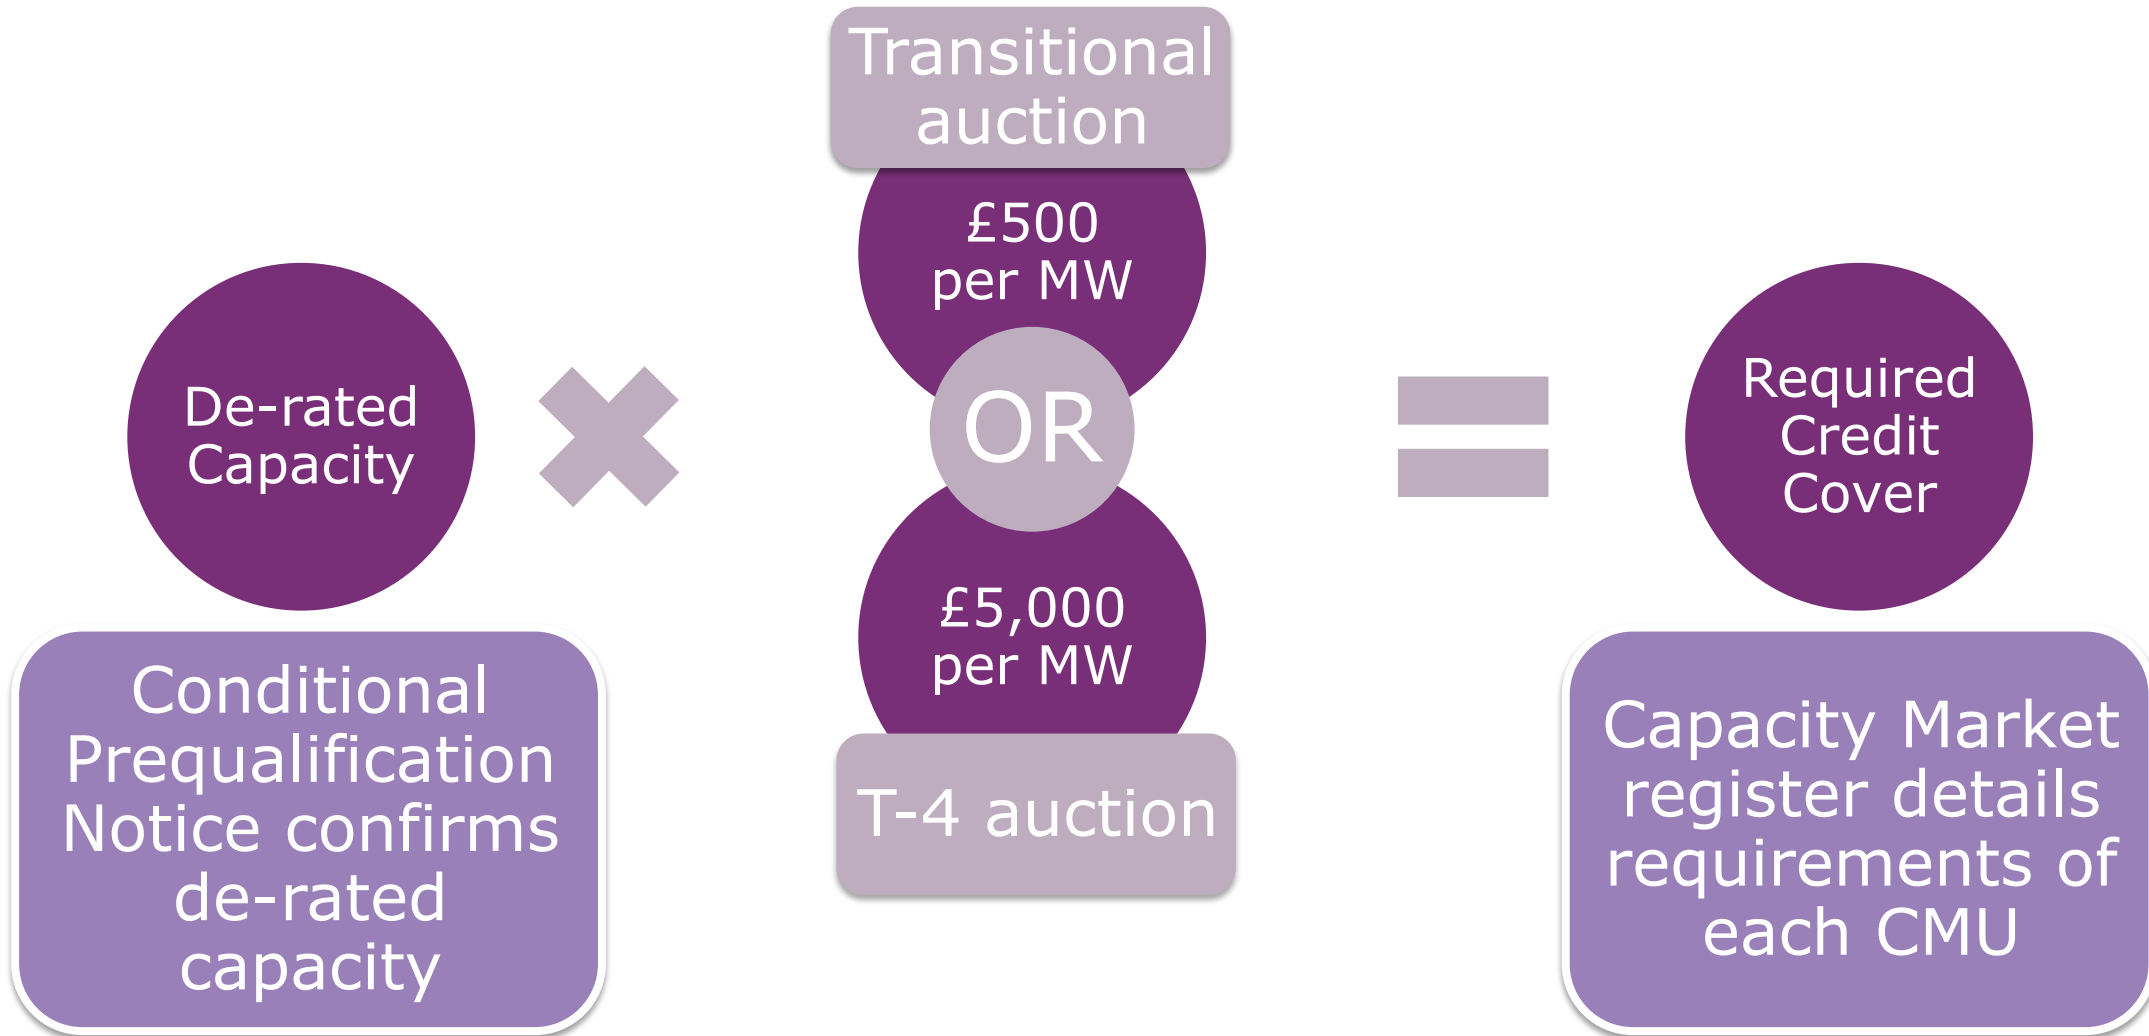 De-rated
Capacity
Conditional
Prequalification
Notice confirms
de-rated
capacity
Transitional
auction
£500
per MW
OR
£5,000
per MW
T-4 auction
Required
Credit
Cover
Capacity Market
register details
requirements of
each CMU